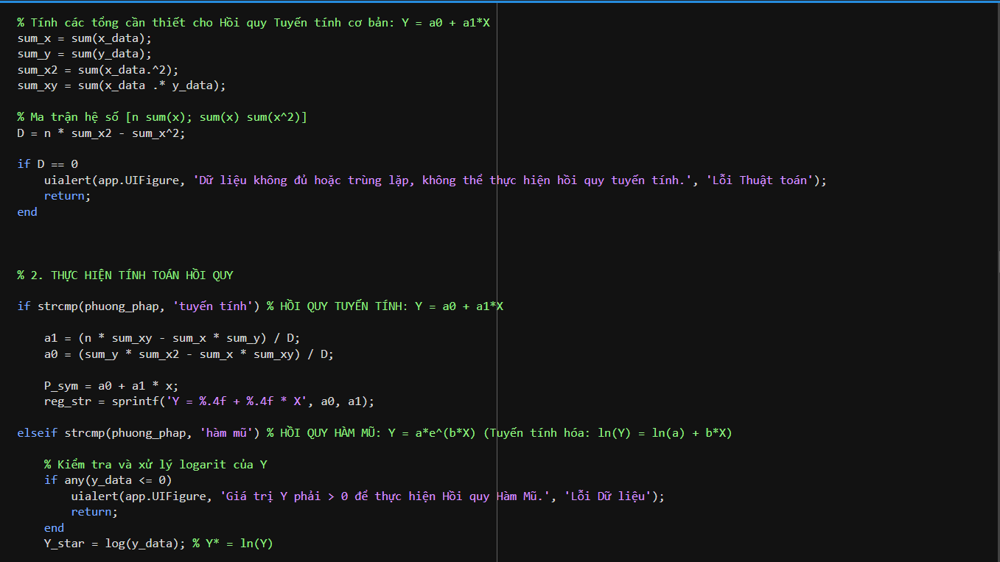 % Tính các tổng cần thiết cho Hồi quy Tuyến tính cơ bản: Y = a0 + a1*X
sum_x = sum(x_data);
sum_y = sum(y_data);
sum_x2 = sum(x_data.^2);
sum_xy = sum(x_data .* y_data);
% Ma trận hệ số [n sum(x); sum(x) sum(x^2)]
D = n * sum_x2 - sum_x^2;
if D == 0
uialert(app.UIFigure, 'Dữ liệu không đủ hoặc trùng lặp, không thể thực hiện hồi quy tuyến tính.', 'Lỗi Thuật toán');
return;
end
% 2. THỰC HIỆN TÍNH TOÁN HỒI QUY
if strcmp(phuong_phap, 'tuyến tính') % HỒI QUY TUYẾN TÍNH: Y = a0 + a1*X
a1 = (n * sum_xy - sum_x * sum_y) / D;
a0 = (sum_y * sum_x2 - sum_x * sum_xy) / D;
P_sym = a0 + a1 * x;
reg_str = sprintf('Y = %.4f + %.4f * X', a0, a1);
elseif strcmp(phuong_phap, 'hàm mũ') % HỒI QUY HÀM MŨ: Y = a*e^(b*X) (Tuyến tính hóa: ln(Y) = ln(a) + b*X)
% Kiểm tra và xử lý logarit của Y
if any(y_data <= 0)
uialert(app.UIFigure, 'Giá trị Y phải > 0 để thực hiện Hồi quy Hàm Mũ.', 'Lỗi Dữ liệu');
return;
end
Y_star = log(y_data); % Y* = ln(Y)